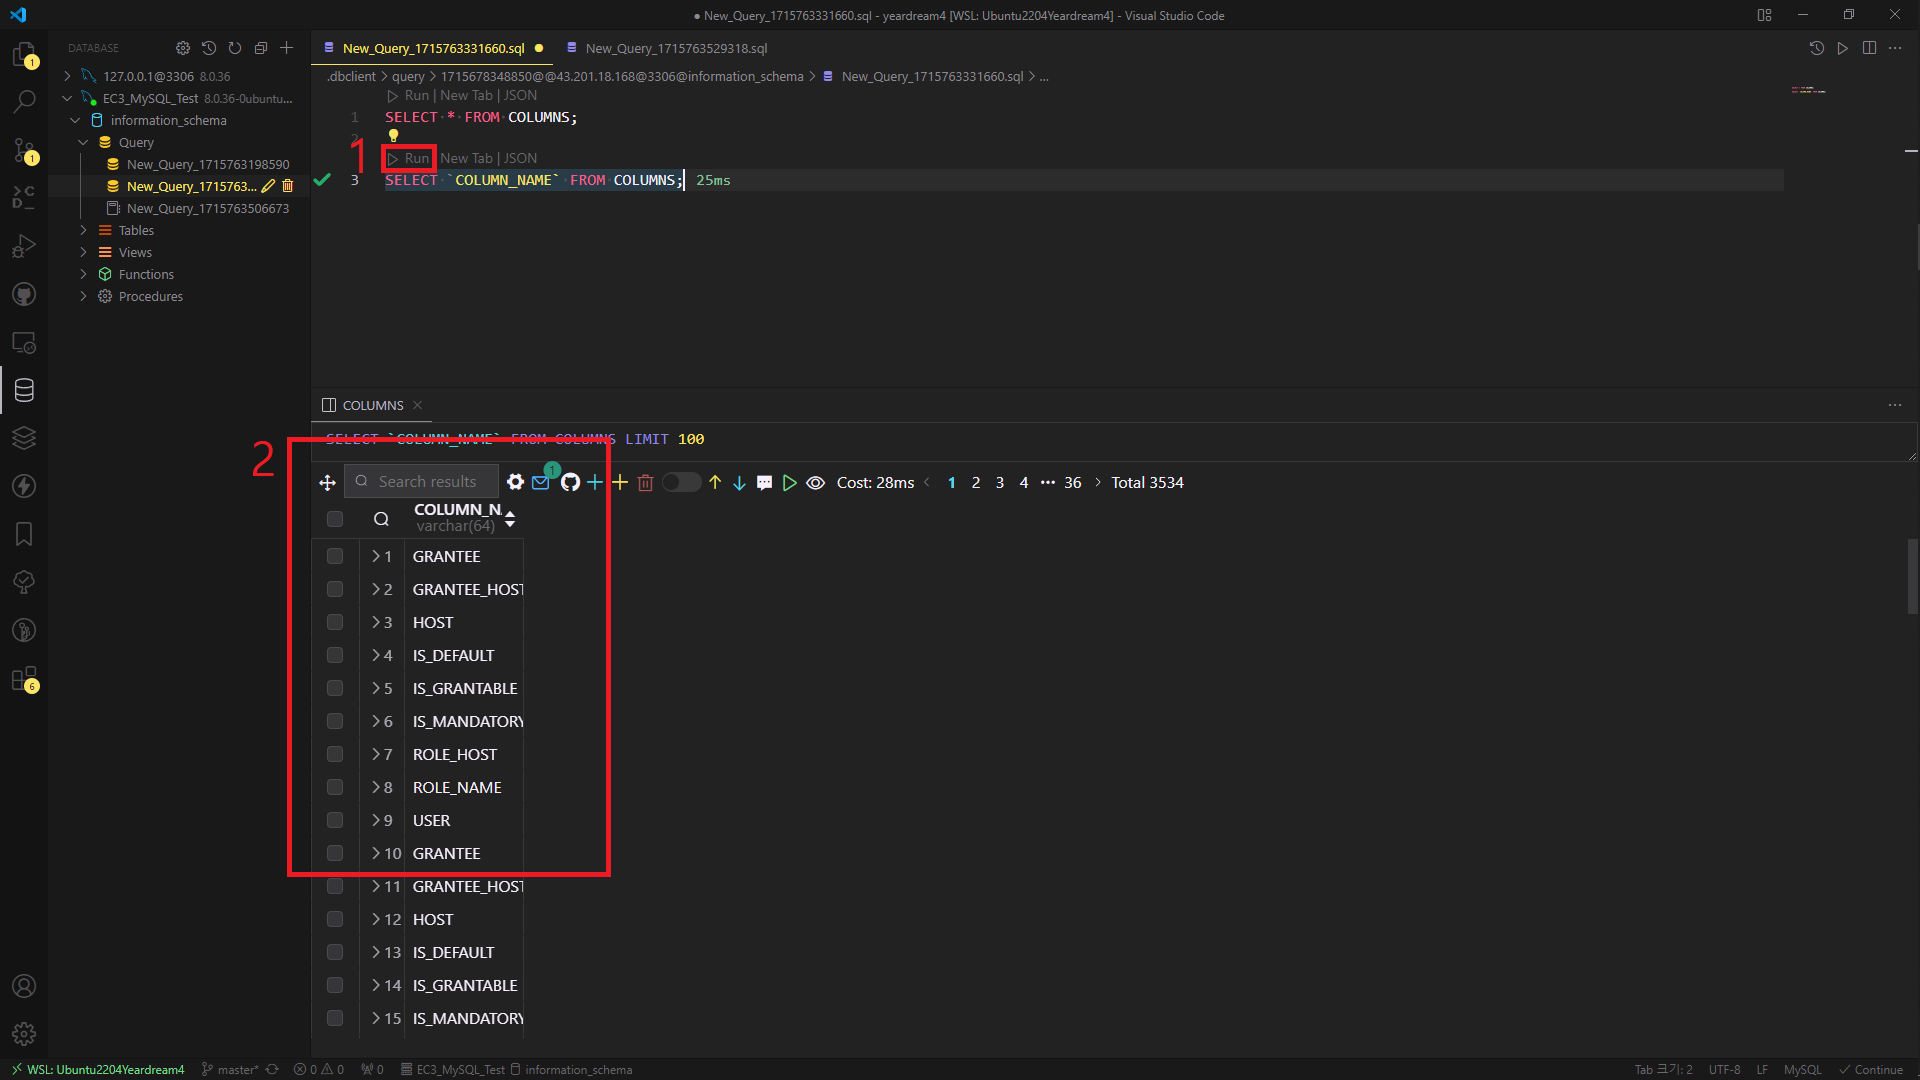 ● New_Query_1715763331660.sql - yeardream4 [WSL: Ubuntu2204Yeardream4] - Visual Studio Code
DATABASE
New_Query_1715763331660.sql
New_Query_1715763529318.sql
127.0.0.1@3306 8.0.36
.dbclient > query > 1715678348850@@43.201.18.168@3306@information_schema > New_Query_1715763331660.sql > ...
EC3_MySQL_Test 8.0.36-0ubuntu...
Run | New Tab | JSON
information_schema
1 SELECT * FROM COLUMNS;
Query
2
1
New_Query_1715763198590
Run | New Tab | JSON
New_Query_1715763...
3 SELECT `COLUMN_NAME` FROM COLUMNS; 25ms
New_Query_1715763506673
Tables
Views
Functions
Procedures
1
1
6
COLUMNS
2
SELECT `COLUMN_NAME` FROM COLUMNS LIMIT 100
Search results
1
Cost: 28ms < 1 2 3 4 ••• 36 > Total 3534
COLUMN_N
varchar(64)
1 GRANTEE
2 GRANTEE_HOST
3 HOST
4 IS_DEFAULT
5 IS_GRANTABLE
6 IS_MANDATORY
7 ROLE_HOST
8 ROLE_NAME
9 USER
10 GRANTEE
11 GRANTEE_HOST
12 HOST
13 IS_DEFAULT
14 IS_GRANTABLE
15 IS_MANDATORY
WSL: Ubuntu2204Yeardream4 master* 0 0 0 EC3_MySQL_Test information_schema Tab 크기: 2 UTF-8 LF MySQL Continue